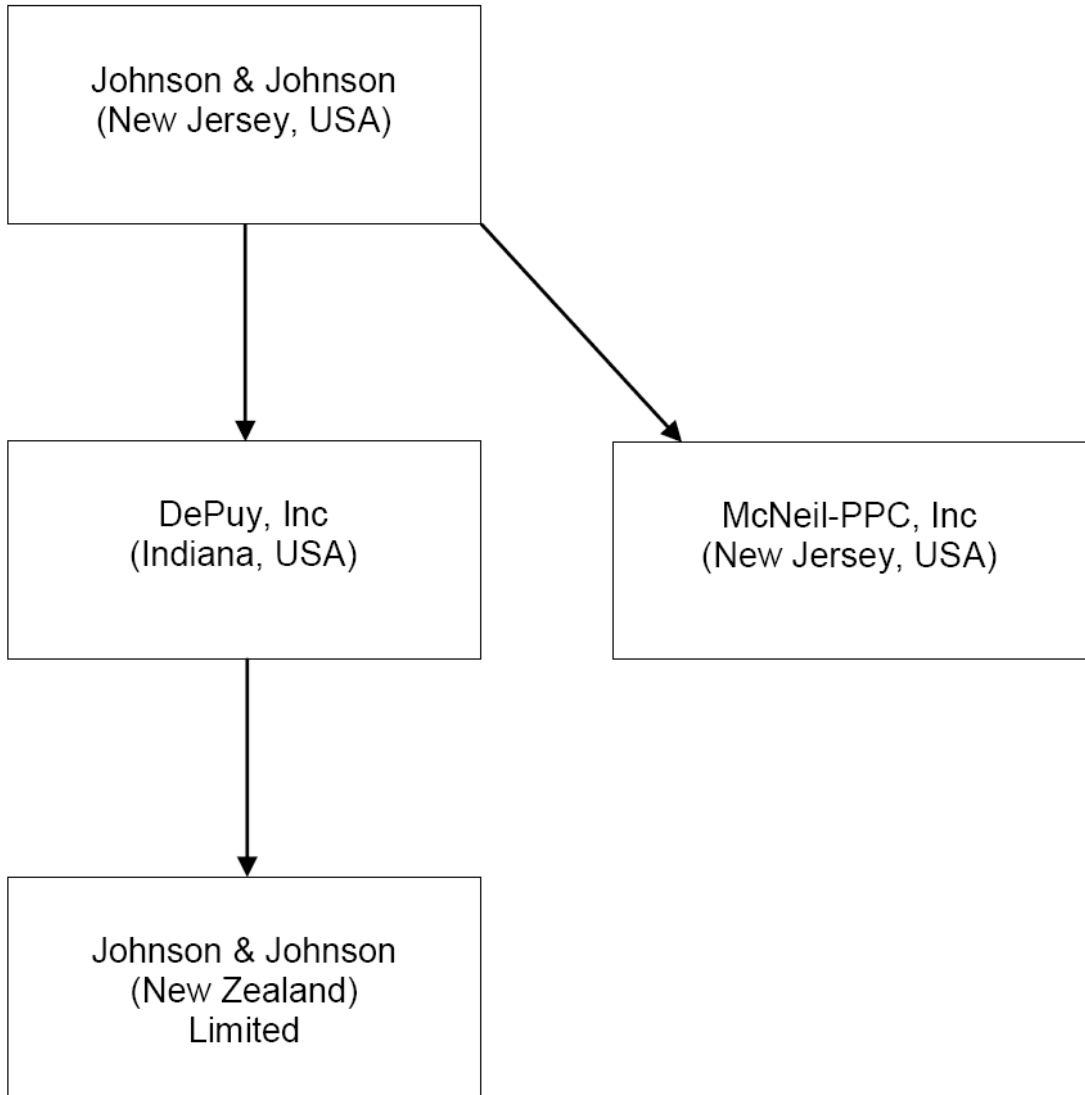 Johnson & Johnson
(New Jersey, USA)
DePuy, Inc
(Indiana, USA)
McNeil-PPC, Inc
(New Jersey, USA)
Johnson & Johnson
(New Zealand)
Limited